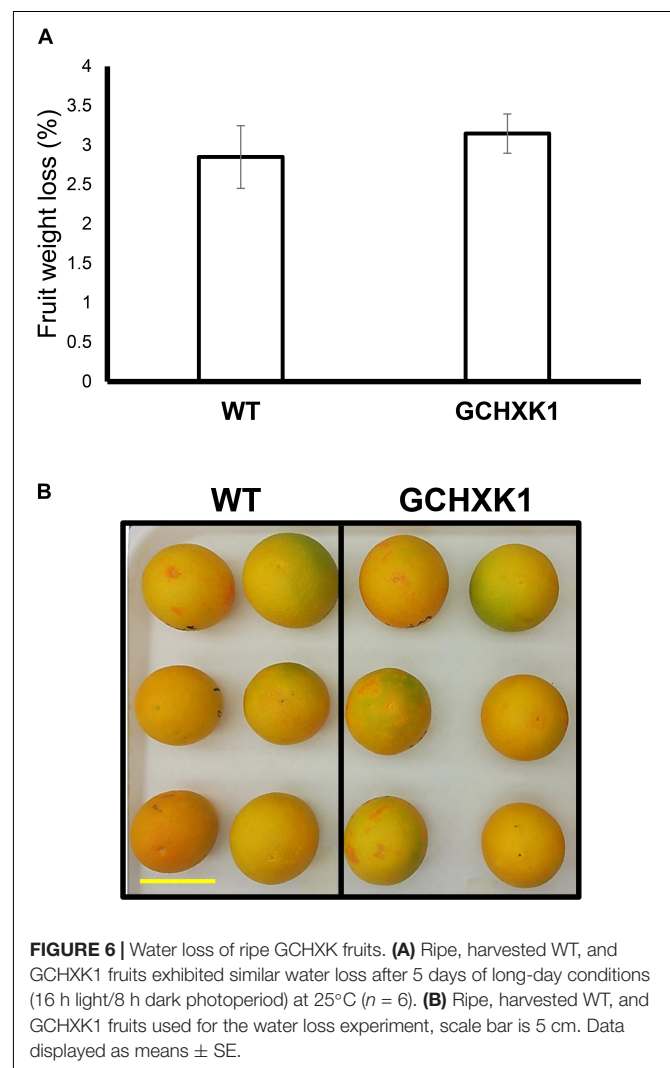 A
4
3.5
3
2.5
2
1.5
1
0.5
0
Fruit weight loss (%)
WT GCHXK1
B
WT GCHXK1
FIGURE 6 | Water loss of ripe GCHXK fruits. (A) Ripe, harvested WT, and
GCHXK1 fruits exhibited similar water loss after 5 days of long-day conditions
(16 h light/8 h dark photoperiod) at 25°C (n = 6). (B) Ripe, harvested WT, and
GCHXK1 fruits used for the water loss experiment, scale bar is 5 cm. Data
displayed as means ± SE.